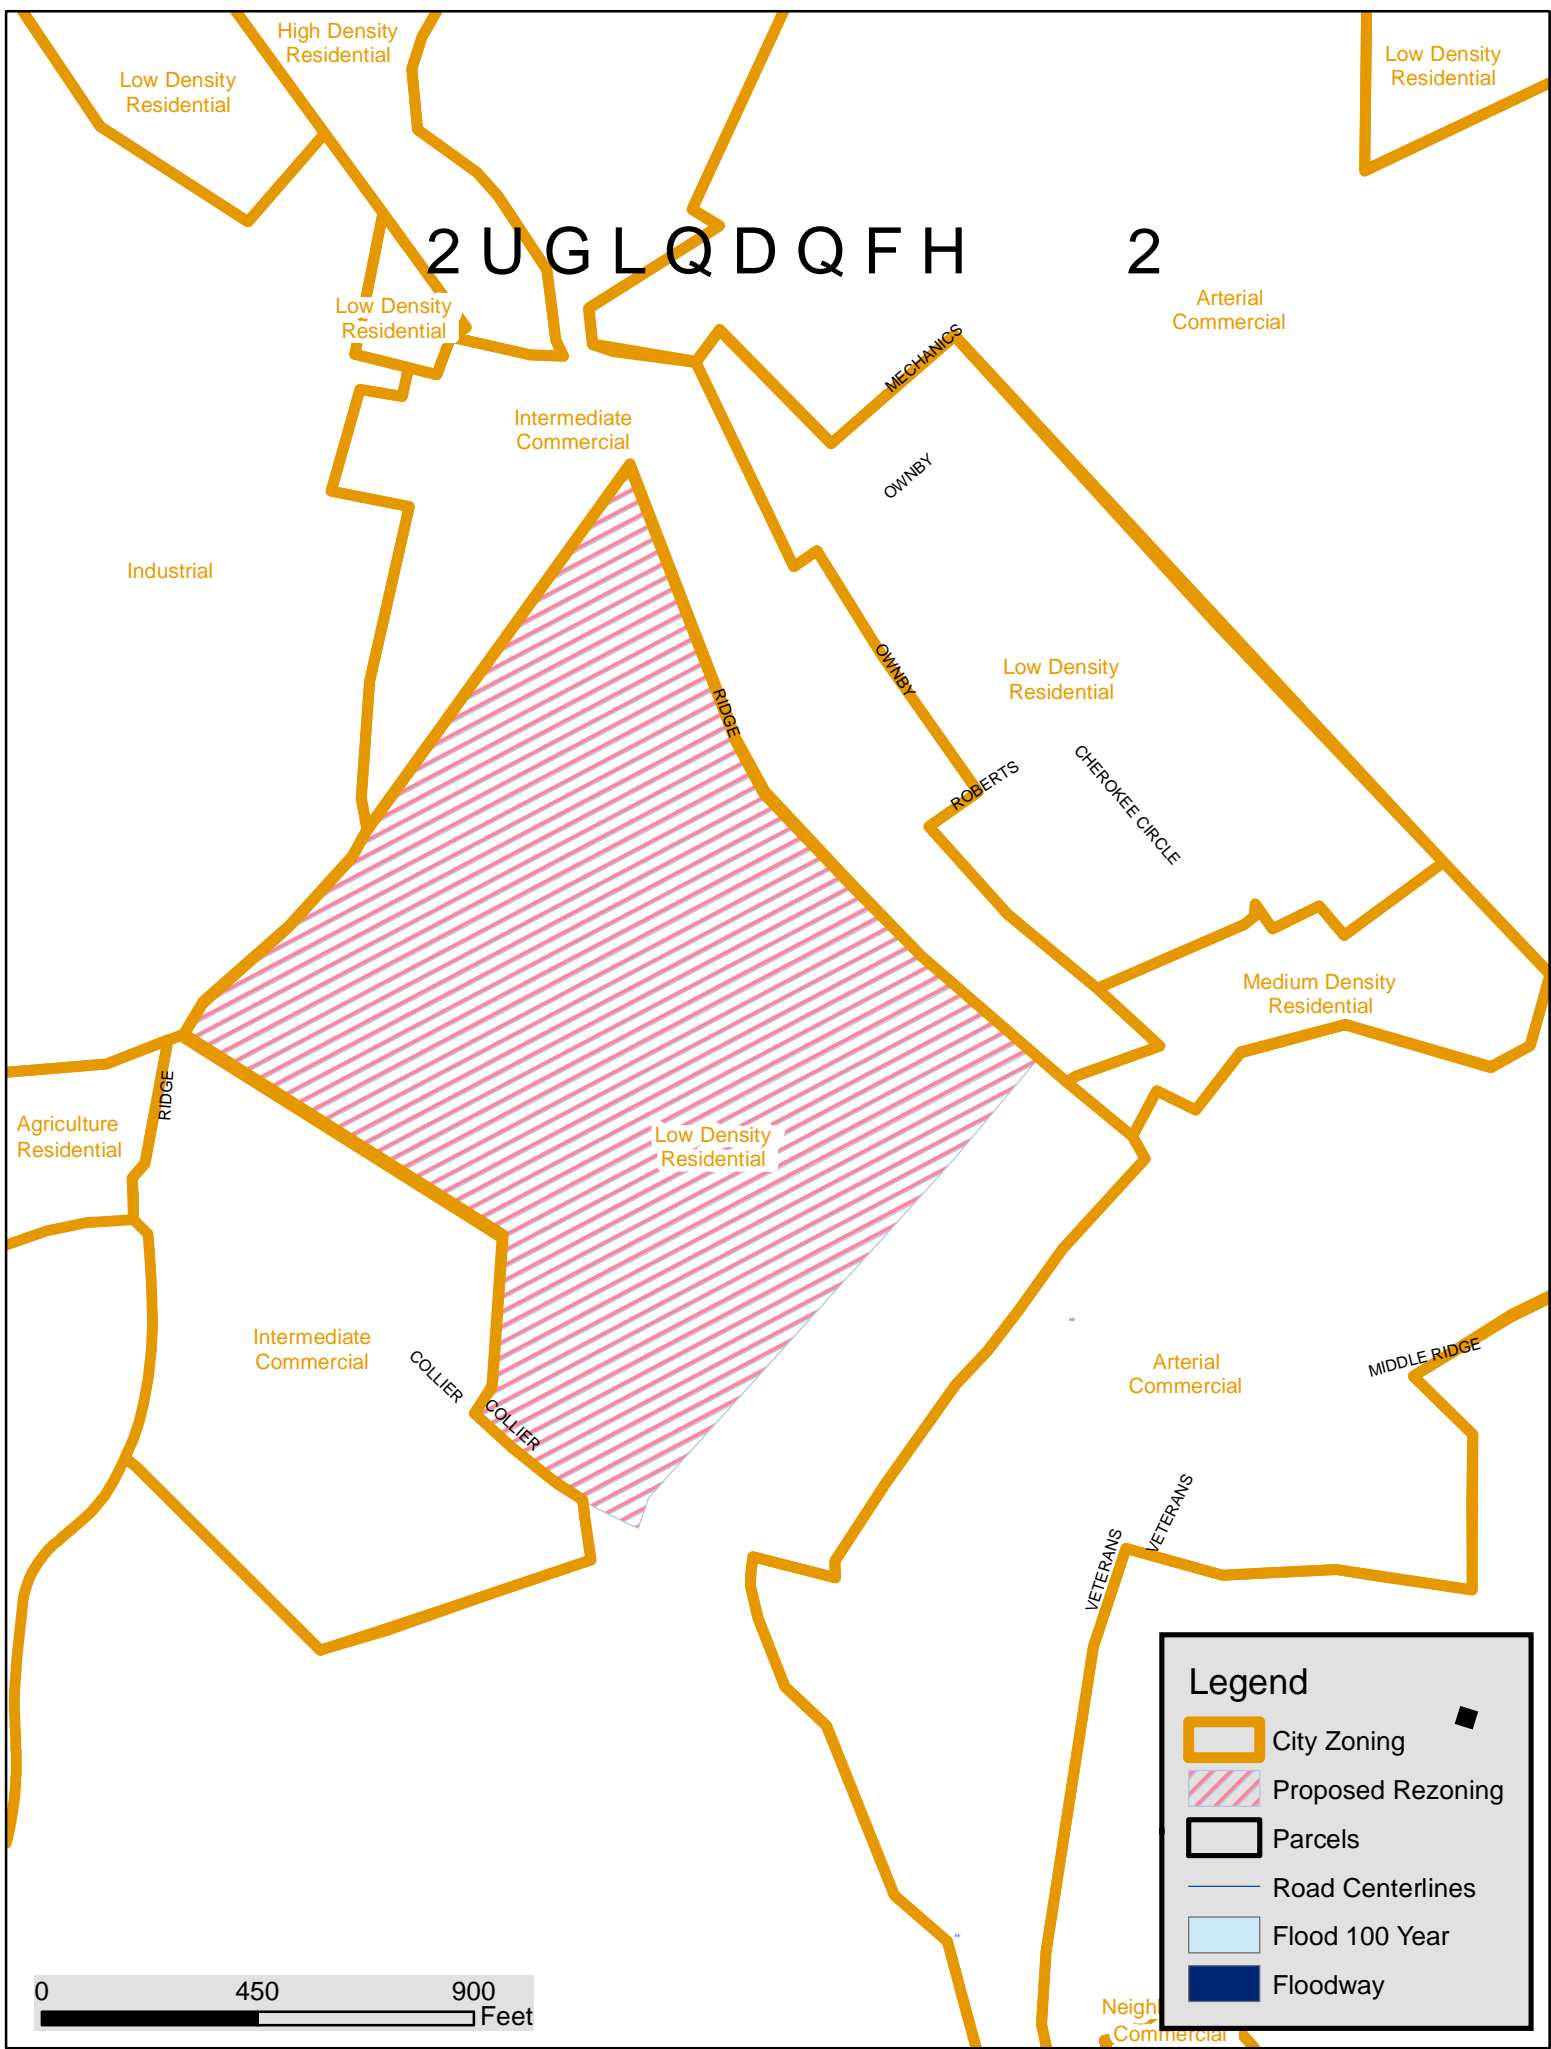 High Density
Residential
Low Density
Residential
Low Density
Residential
2UGLQDQFH 2
Low Density
Residential
Arterial
Commercial
MECHANICS
Intermediate
Commercial
OWNBY
Industrial
OWNBY
Low Density
Residential
RIDGE
ROBERTS
CHEROKEE CIRCLE
Medium Density
Residential
RIDGE
Agriculture
Residential
Low Density
Residential
AE
Intermediate
Commercial
COLLIER
COLLIER
Arterial
Commercial
MIDDLE RIDGE
VETERANS
VETERANS
Legend
City Zoning
Proposed Rezoning
Parcels
Road Centerlines
Flood 100 Year
Floodway
AE
0 450 900
Feet
Neigh
Commercial